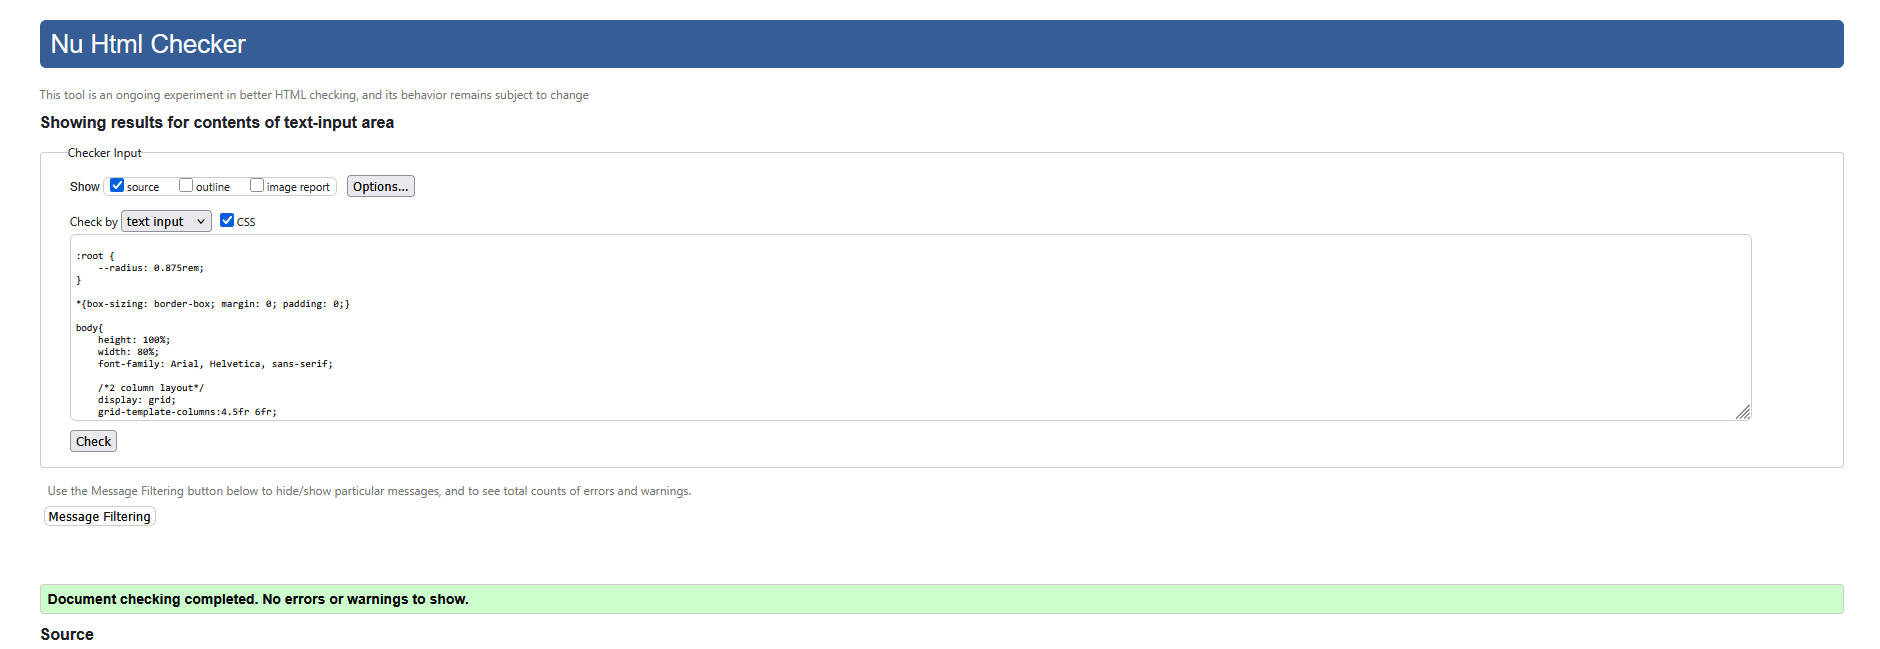 Nu Html Checker
This tool is an ongoing experiment in better HTML checking, and its behavior remains subject to change
Showing results for contents of text-input area
Checker Input
Show source outline image report Options...
Check by text input CSS
:root {
    --radius: 0.875rem;
}
*{box-sizing: border-box; margin: 0; padding: 0;}
body{
    height: 100%;
    width: 80%;
    font-family: Arial, Helvetica, sans-serif;
    /*2 column layout*/
    display: grid;
    grid-template-columns:4.5fr 6fr;
Check
Use the Message Filtering button below to hide/show particular messages, and to see total counts of errors and warnings.
Message Filtering
Document checking completed. No errors or warnings to show.
Source